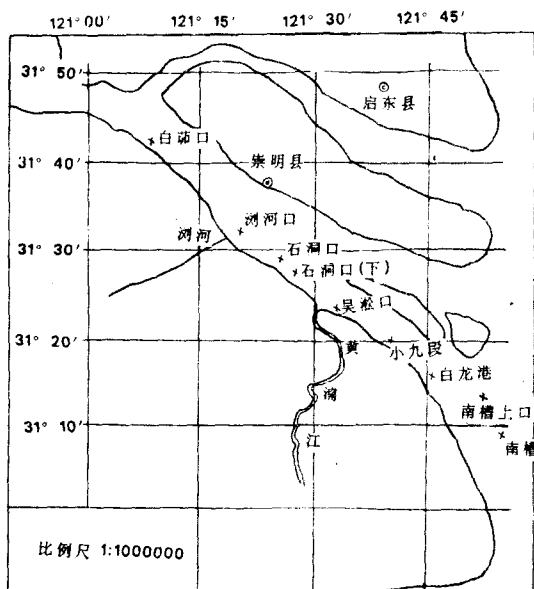 121° 00′ 121° 15′ 121° 30′ 121° 45′
31° 50′
启东县
31° 40′
白茆口
崇明县
浏河口
浏河
31° 30′
石洞口
石洞口(下)
吴淞口
31° 20′
黄
小九段
白龙港
浦
南槽上口
31° 10′
江
南槽
比例尺 1:1000000